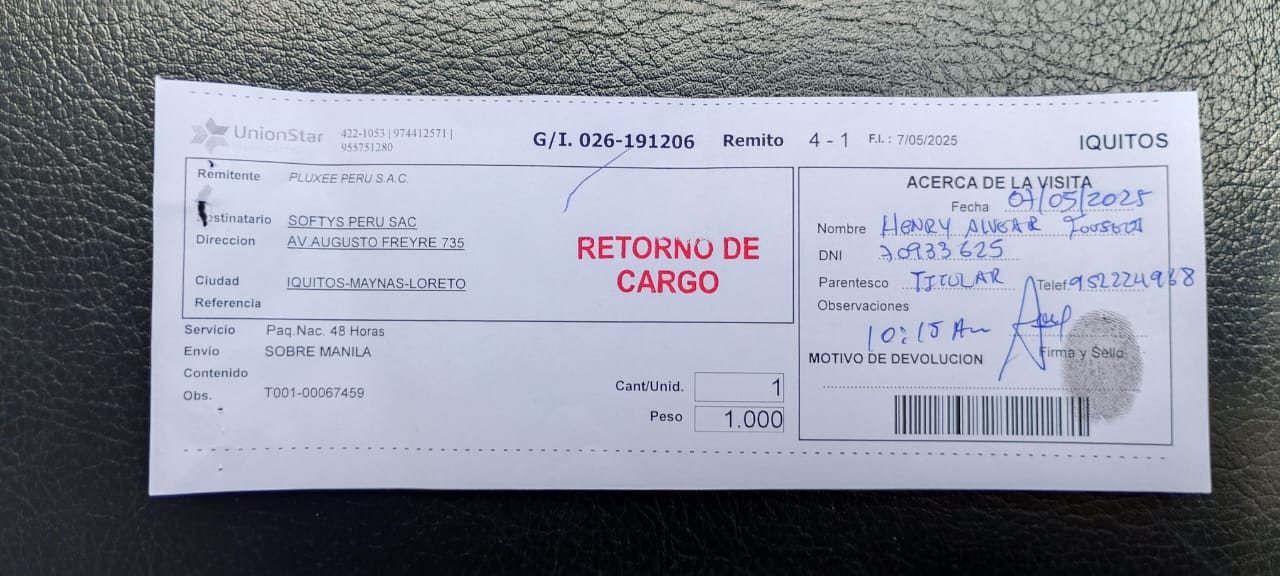 UnionStar 422-1053 | 974412571 |
955751280
G/I. 026-191206 Remito 4 - 1 F.I. : 7/05/2025 IQUITOS
Remitente PLUXEE PERU S.A.C.
estinatario SOFTYS PERU SAC
Direccion AV.AUGUSTO FREYRE 735
Ciudad IQUITOS-MAYNAS-LORETO
Referencia
RETORNO DE
CARGO
Servicio Paq.Nac. 48 Horas
Envio SOBRE MANILA
Contenido
Obs. T001-00067459
Cant/Unid. 1
Peso 1.000
ACERCA DE LA VISITA
Fecha 07/05/2025
Nombre HENRY ALVEAR
DNI 70933625
Parentesco TITULAR Telef. 952224968
Observaciones
10:15 Am
MOTIVO DE DEVOLUCION Firma y Sello